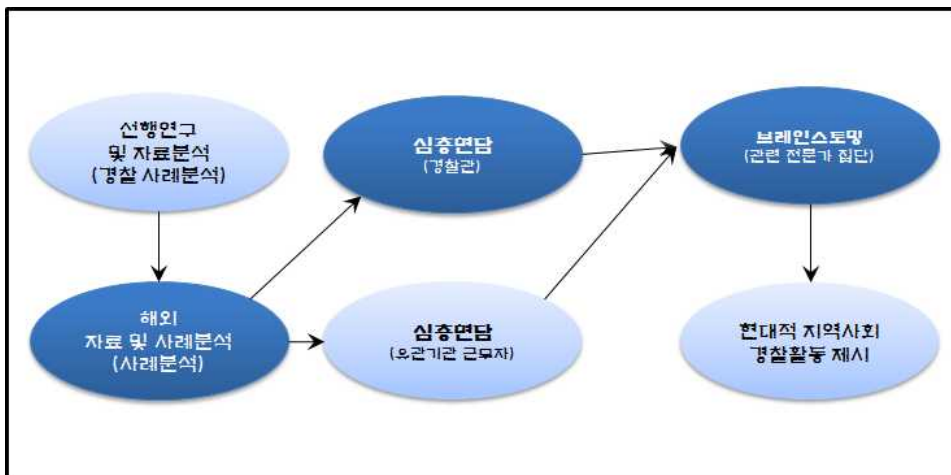 선행연구
및 자료분석
(경찰 사례분석)
해외
자료 및 사례분석
(사례분석)
심층면담
(경찰관)
심층면담
(유관기관 근무자)
브레인스토밍
(관련 전문가 집단)
현대적 지역사회
경찰활동 제시